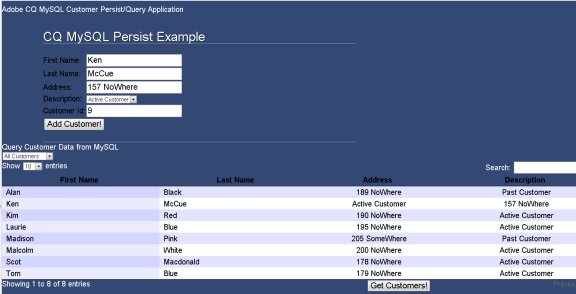 Adobe CQ MySQL Customer Persist/Query Application
CQ MySQL Persist Example
First Name: Ken
Last Name: McCue
Address: 157 NoWhere
Description: Active Customer
Customer Id: 9
Add Customer!
Query Customer Data from MySQL
All Customers
Show 10 entries Search:
First Name Last Name Address Description
Alan Black 189 NoWhere Past Customer
Ken McCue Active Customer 157 NoWhere
Kim Red 190 NoWhere Active Customer
Laurie Blue 195 NoWhere Active Customer
Madison Pink 205 SomeWhere Past Customer
Malcolm White 200 NoWhere Active Customer
Scot Macdonald 178 NoWhere Active Customer
Tom Blue 179 NoWhere Active Customer
Showing 1 to 8 of 8 entries Get Customers! Previou